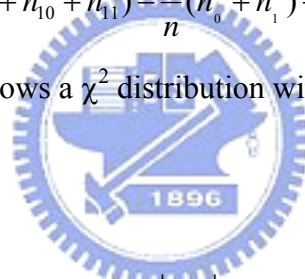 + n₁₀ + n₁₁) = — (n₀ + n₁) –
n
ows a χ² distribution wi
1896